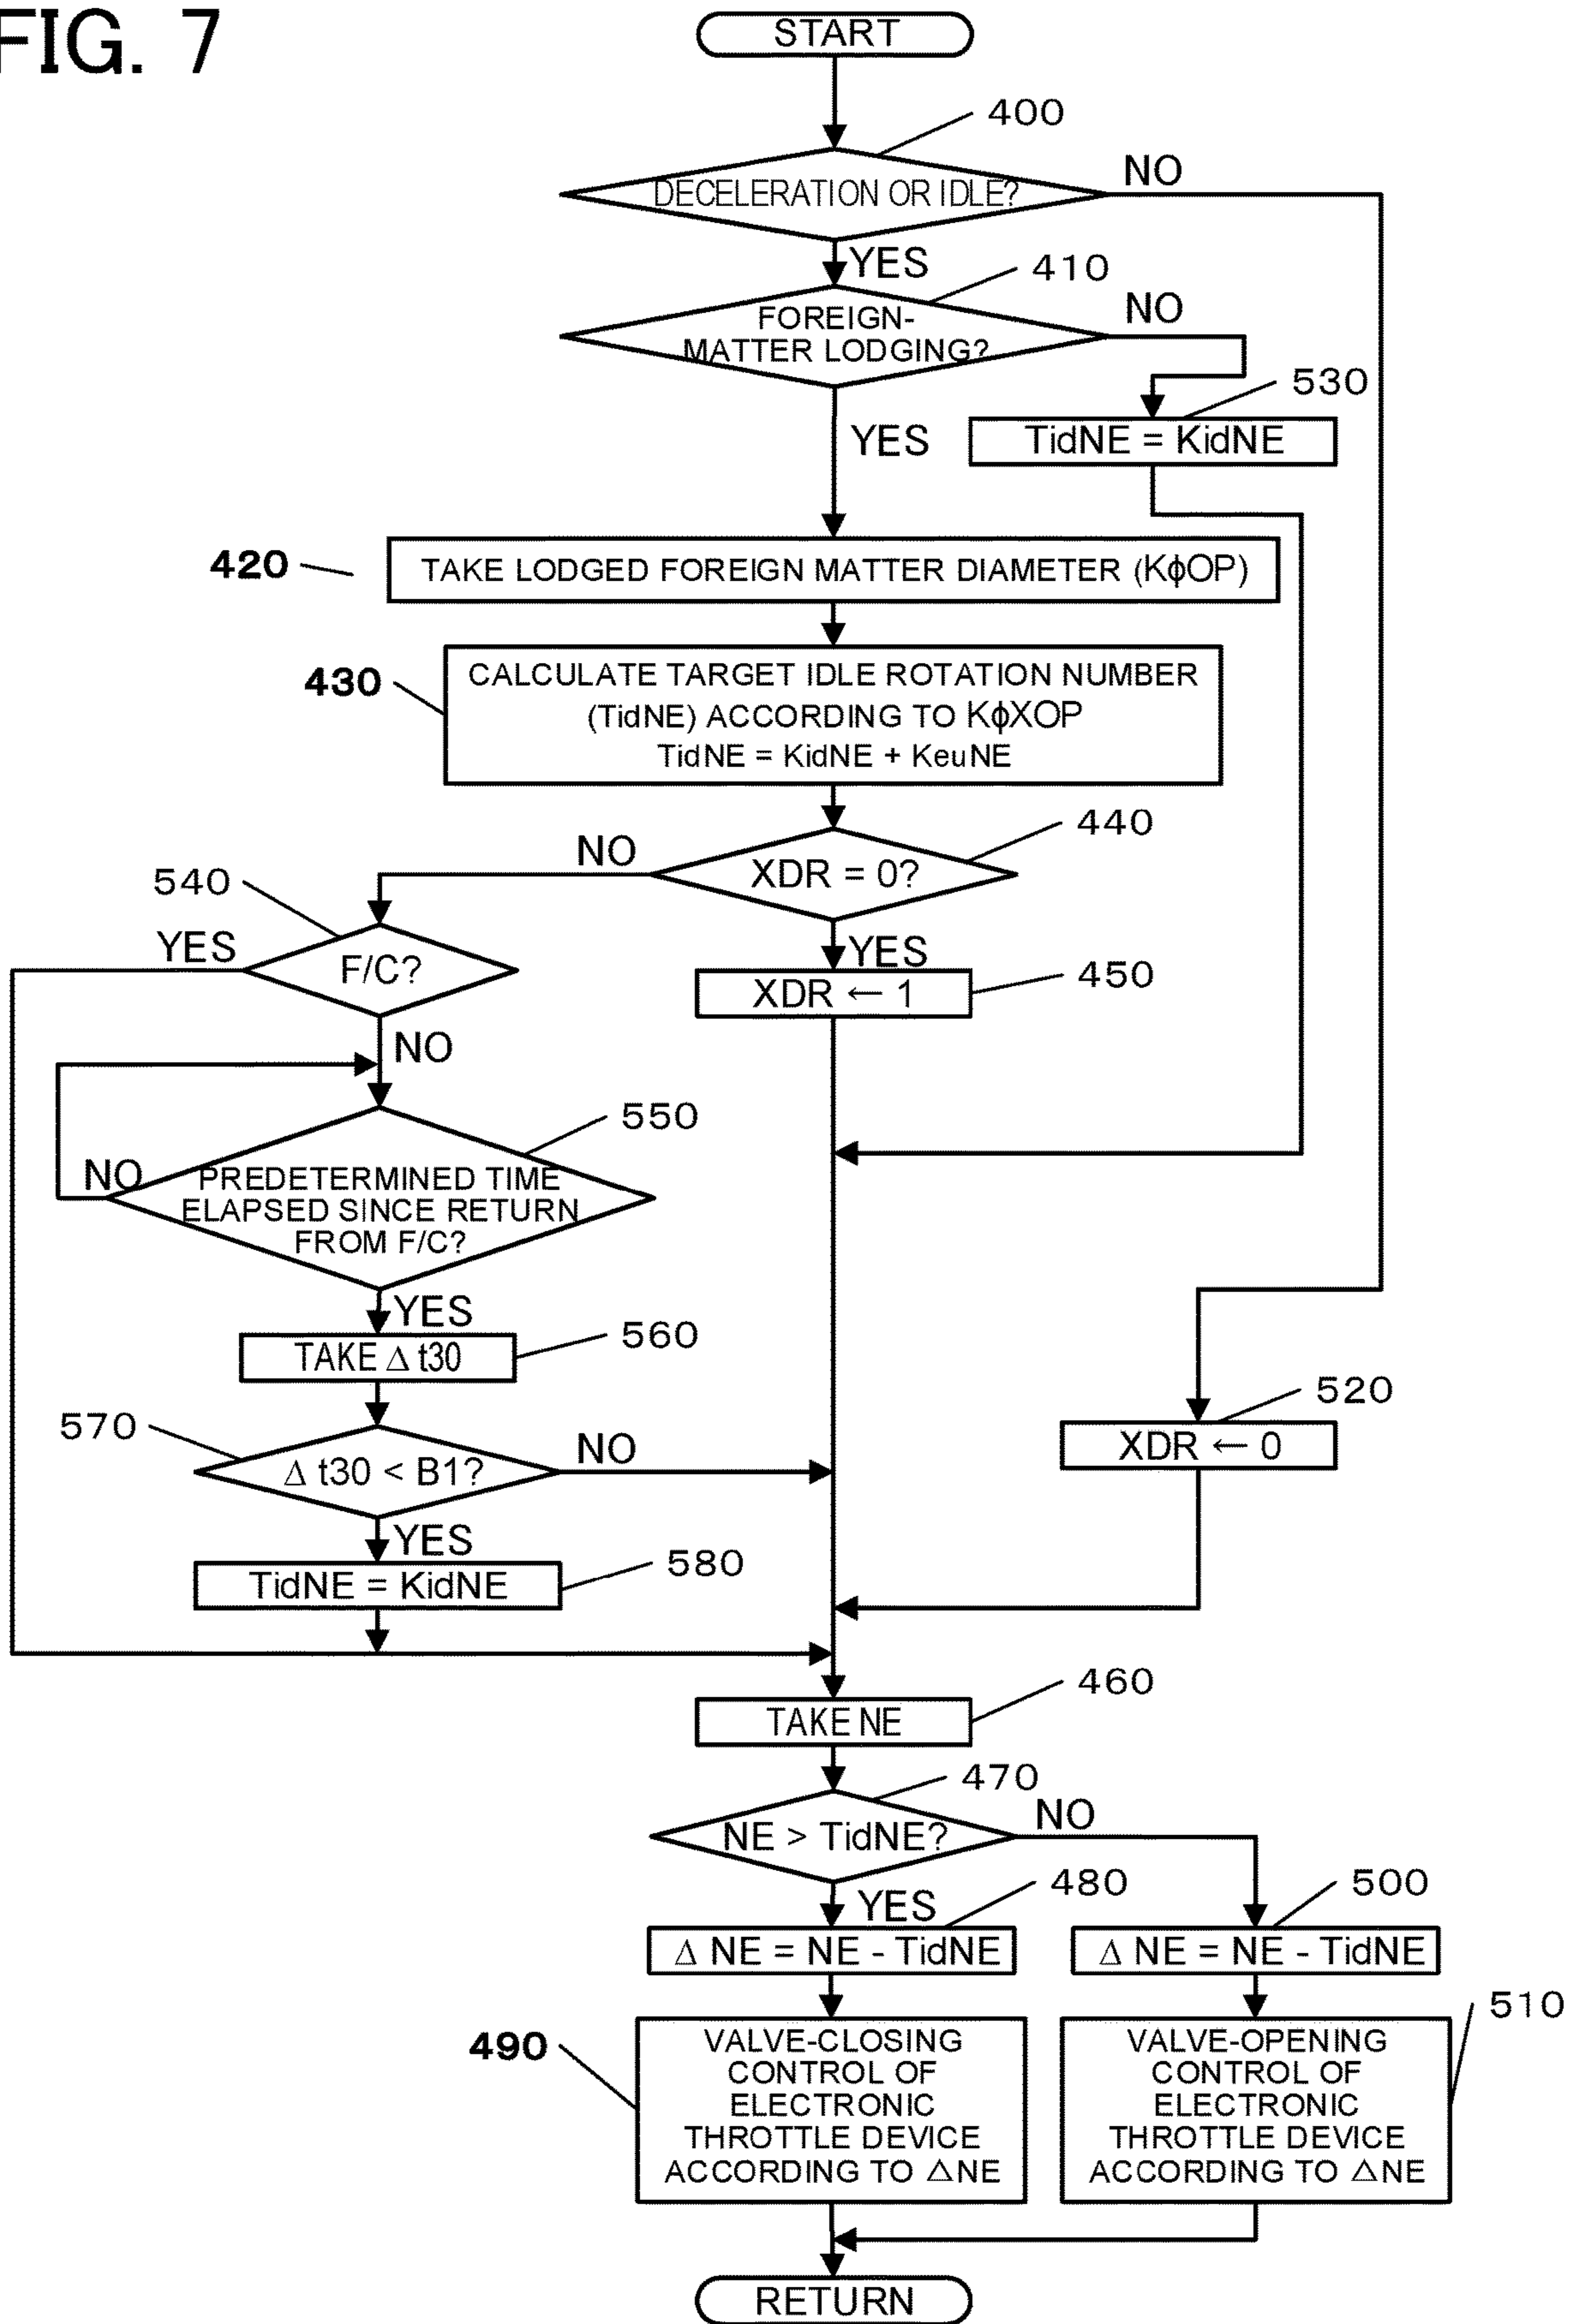 FIG. 7
START
400
DECELERATION OR IDLE?
NO
YES
410
FOREIGN-
MATTER LODGING?
NO
530
YES
TidNE = KidNE
420
TAKE LODGED FOREIGN MATTER DIAMETER (KϕOP)
430
CALCULATE TARGET IDLE ROTATION NUMBER
(TidNE) ACCORDING TO KϕXOP
TidNE = KidNE + KeuNE
440
NO
XDR = 0?
540
YES
F/C?
YES
450
XDR ← 1
NO
550
NO
PREDETERMINED TIME
ELAPSED SINCE RETURN
FROM F/C?
YES
560
TAKE Δ t30
520
XDR ← 0
570
Δ t30 < B1?
NO
YES
580
TidNE = KidNE
460
TAKE NE
470
NE > TidNE?
NO
YES
480
500
Δ NE = NE - TidNE
Δ NE = NE - TidNE
490
VALVE-CLOSING
CONTROL OF
ELECTRONIC
THROTTLE DEVICE
ACCORDING TO △NE
510
VALVE-OPENING
CONTROL OF
ELECTRONIC
THROTTLE DEVICE
ACCORDING TO △NE
RETURN